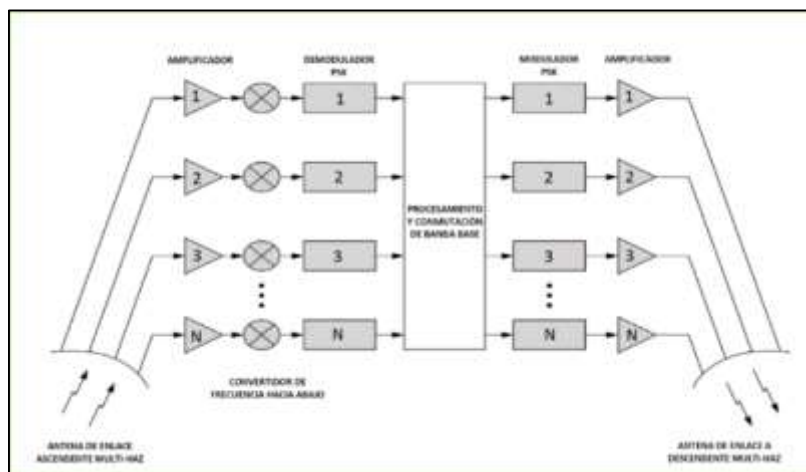 AMPLIFICADOR
DEMODULADOR
PSK
MODULADOR
PSK
AMPLIFICADOR
1
1
1
1
2
2
2
2
PROCESAMIENTO
Y CONMUTACIÓN
DE BANDA BASE
3
3
3
3
N
N
N
N
CONVERTIDOR DE
FRECUENCIA HACIA ABAJO
ANTENA DE ENLACE
ASCENDENTE MULTI-HAZ
ANTENA DE ENLACE A
DESCENDENTE MULTI-HAZ